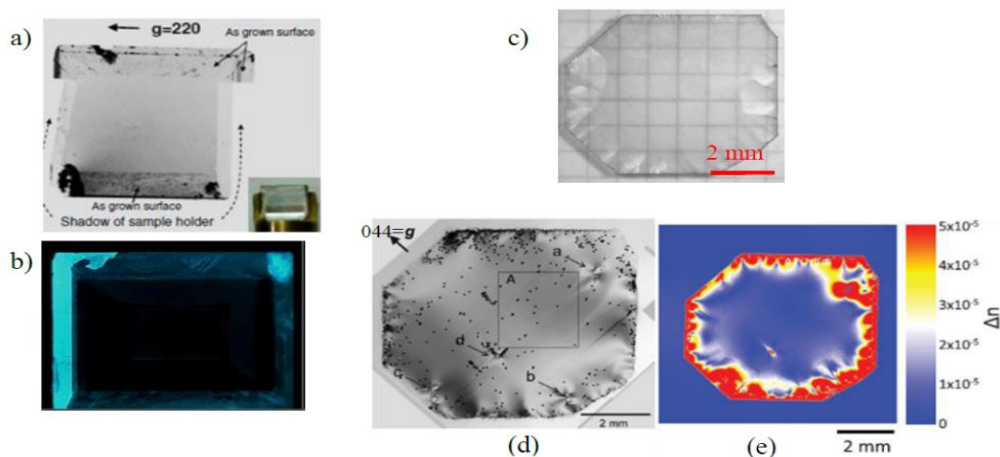 a)
g=220
As grown surface
As grown surface
Shadow of sample holder
b)
c)
2 mm
044=g
a
A
d
c
b
2 mm
(d)
5x10⁻⁵
4x10⁻⁵
3x10⁻⁵
2x10⁻⁵
1x10⁻⁵
0
Δn
2 mm
(e)